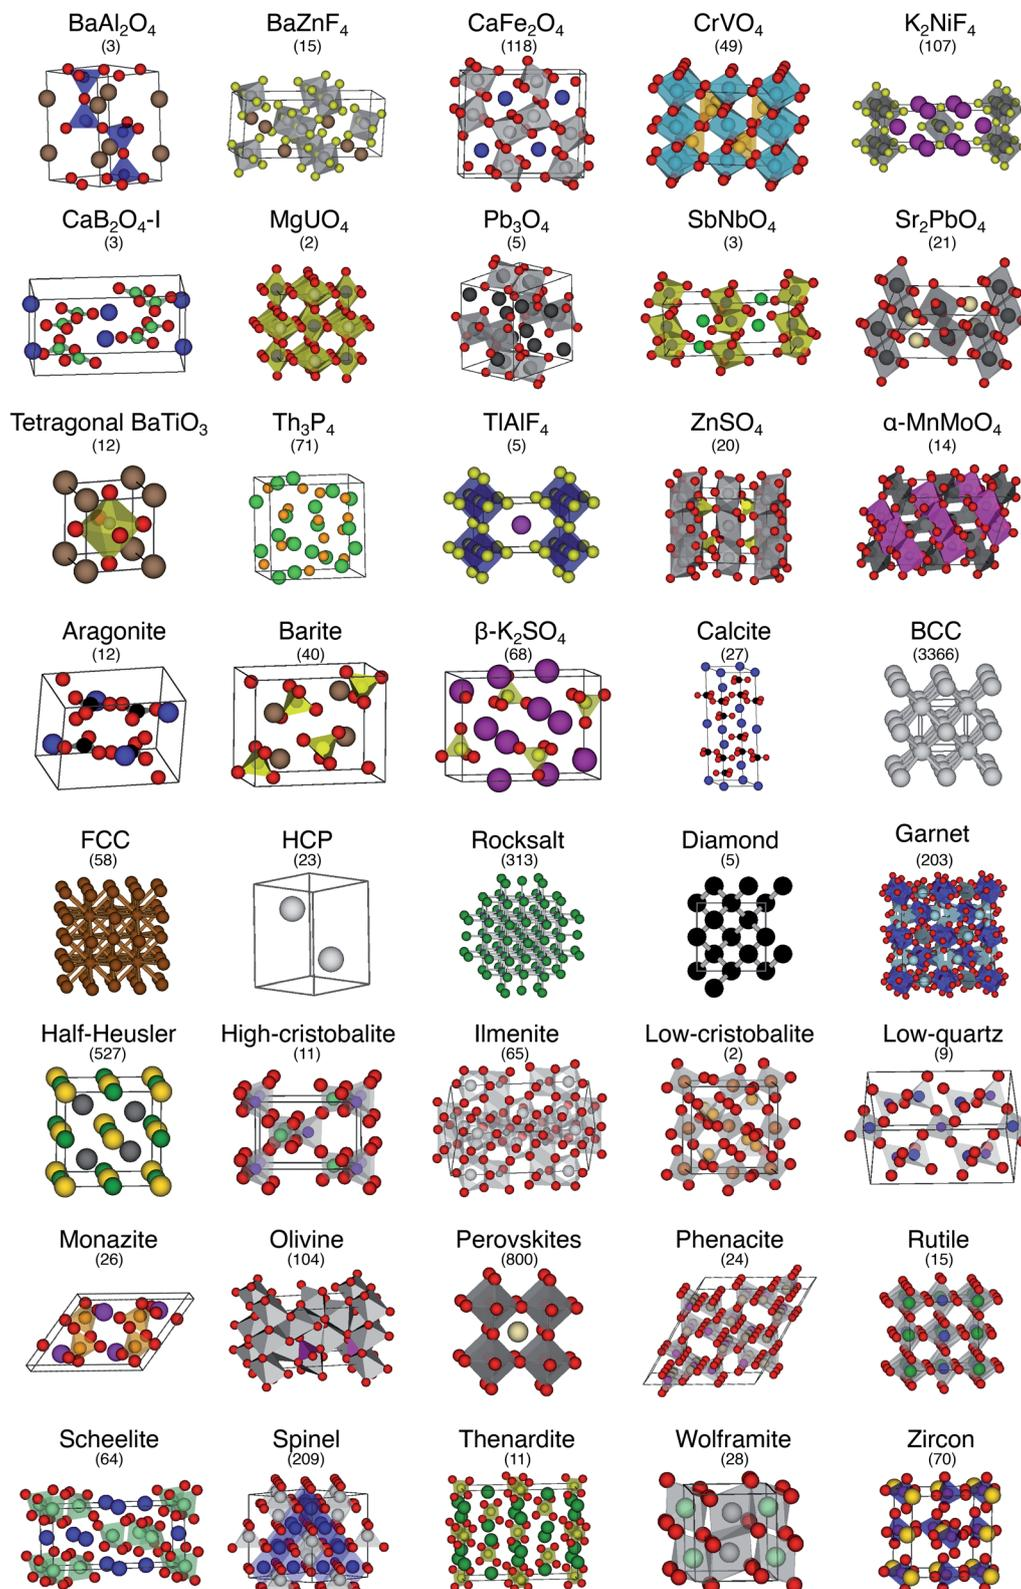 BaAl₂O₄
(3)
BaZnF₄
(15)
CaFe₂O₄
(118)
CrVO₄
(49)
K₂NiF₄
(107)
CaB₂O₄-I
(3)
MgUO₄
(2)
Pb₃O₄
(5)
SbNbO₄
(3)
Sr₂PbO₄
(21)
Tetragonal BaTiO₃
(12)
Th₃P₄
(71)
TlAlF₄
(5)
ZnSO₄
(20)
α-MnMoO₄
(14)
Aragonite
(12)
Barite
(40)
β-K₂SO₄
(68)
Calcite
(27)
BCC
(3366)
FCC
(58)
HCP
(23)
Rocksalt
(313)
Diamond
(5)
Garnet
(203)
Half-Heusler
(527)
High-cristobalite
(11)
Ilmenite
(65)
Low-cristobalite
(2)
Low-quartz
(9)
Monazite
(26)
Olivine
(104)
Perovskites
(800)
Phenacite
(24)
Rutile
(15)
Scheelite
(64)
Spinel
(209)
Thenardite
(11)
Wolframite
(28)
Zircon
(70)